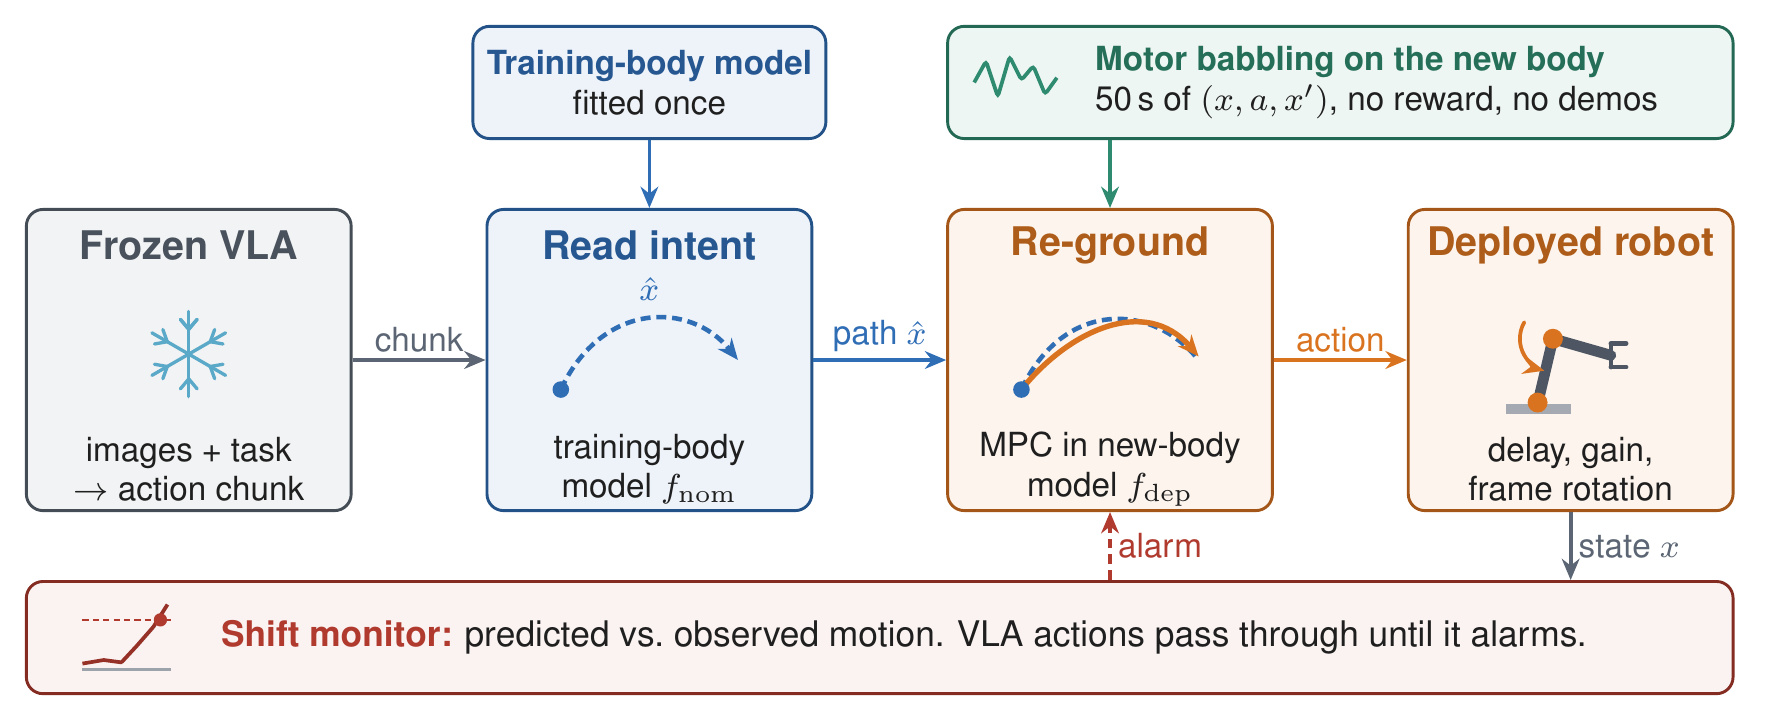 Training-body model
fitted once
Motor babbling on the new body
50 s of (x, a, x′), no reward, no demos
Frozen VLA
images + task
→ action chunk
chunk
Read intent
x̂
training-body
model f_nom
path x̂
Re-ground
MPC in new-body
model f_dep
action
Deployed robot
delay, gain,
frame rotation
alarm
state x
Shift monitor: predicted vs. observed motion. VLA actions pass through until it alarms.